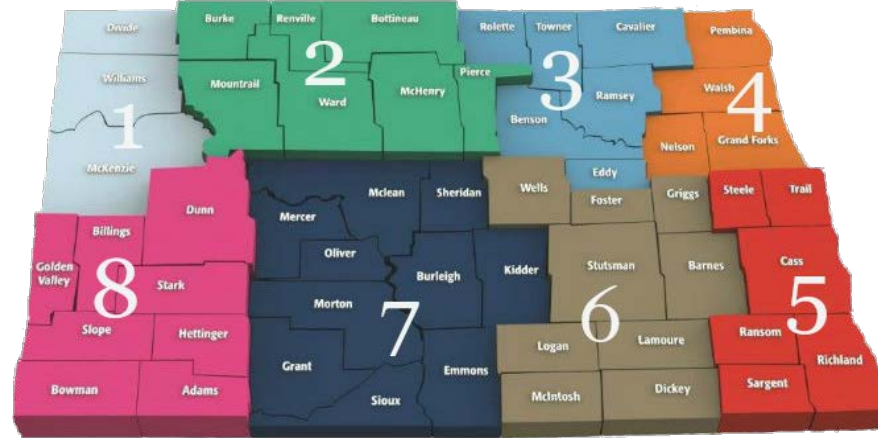 Divide
Williams
McKenzie
1
Burke
Renville
Bottineau
Mountrail
Ward
McHenry
Pierce
2
Rolette
Towner
Cavalier
Ramsey
Benson
Eddy
3
Pembina
Walsh
Nelson
Grand Forks
4
Steele
Trail
Cass
Ransom
Richland
Sargent
5
Wells
Foster
Griggs
Stutsman
Barnes
Logan
Lamoure
McIntosh
Dickey
6
Mclean
Sheridan
Mercer
Oliver
Burleigh
Kidder
Morton
Grant
Emmons
Sioux
7
Dunn
Billings
Golden
Valley
Stark
Slope
Hettinger
Bowman
Adams
8